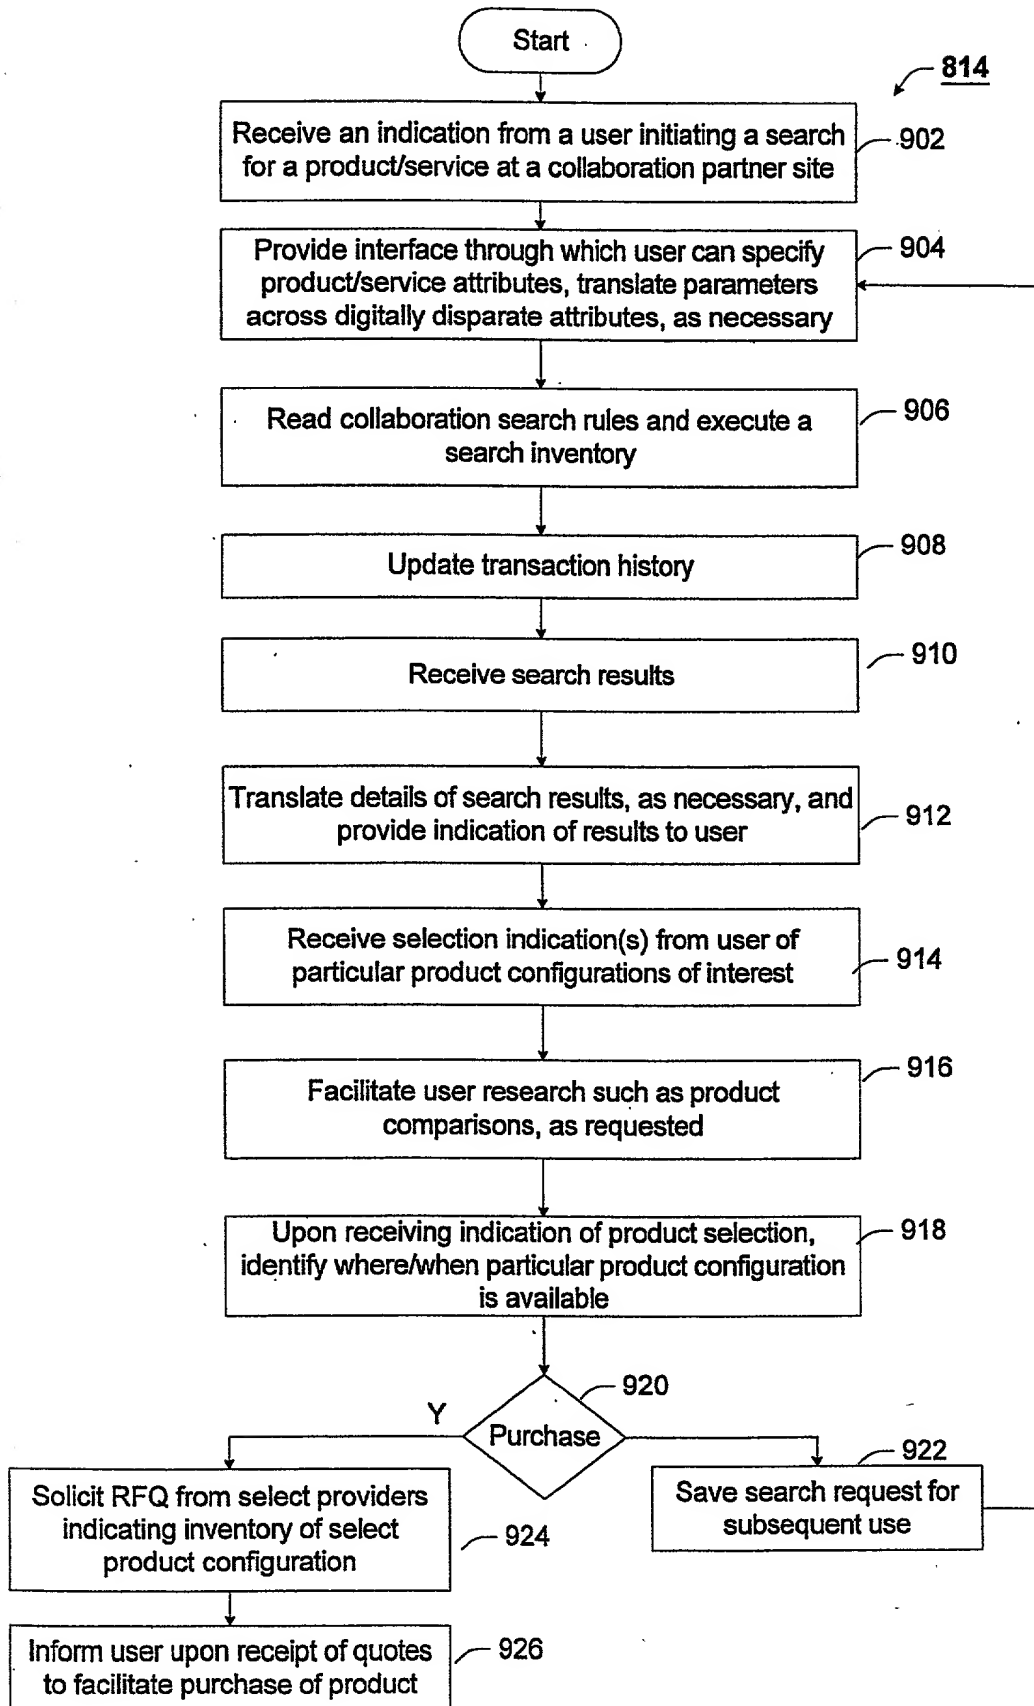 Start
814
Receive an indication from a user initiating a search
for a product/service at a collaboration partner site
902
Provide interface through which user can specify
product/service attributes, translate parameters
across digitally disparate attributes, as necessary
904
Read collaboration search rules and execute a
search inventory
906
Update transaction history
908
Receive search results
910
Translate details of search results, as necessary, and
provide indication of results to user
912
Receive selection indication(s) from user of
particular product configurations of interest
914
Facilitate user research such as product
comparisons, as requested
916
Upon receiving indication of product selection,
identify where/when particular product configuration
is available
918
Purchase
920
Y
Save search request for
subsequent use
922
Solicit RFQ from select providers
indicating inventory of select
product configuration
924
Inform user upon receipt of quotes
to facilitate purchase of product
926